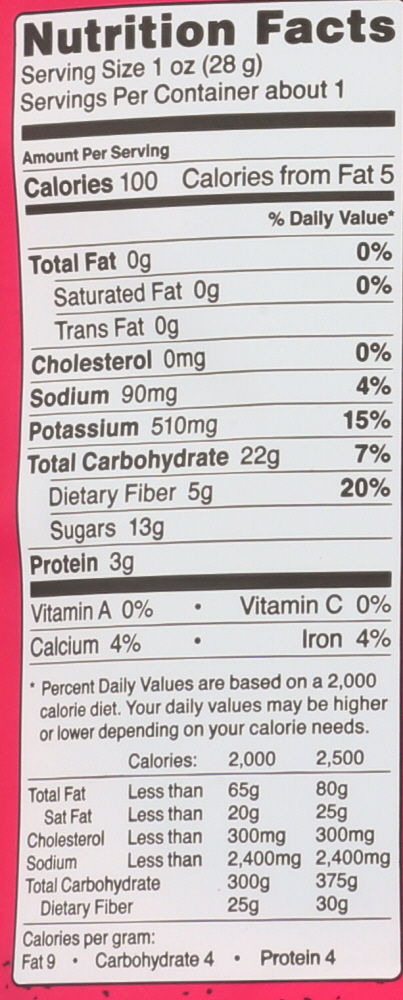 Nutrition Facts
Serving Size 1 oz (28 g)
Servings Per Container about 1
Amount Per Serving
Calories 100 Calories from Fat 5
% Daily Value*
Total Fat 0g 0%
Saturated Fat 0g 0%
Trans Fat 0g
Cholesterol 0mg 0%
Sodium 90mg 4%
Potassium 510mg 15%
Total Carbohydrate 22g 7%
Dietary Fiber 5g 20%
Sugars 13g
Protein 3g
Vitamin A 0% • Vitamin C 0%
Calcium 4% • Iron 4%
* Percent Daily Values are based on a 2,000
calorie diet. Your daily values may be higher
or lower depending on your calorie needs.
Calories: 2,000 2,500
Total Fat Less than 65g 80g
Sat Fat Less than 20g 25g
Cholesterol Less than 300mg 300mg
Sodium Less than 2,400mg 2,400mg
Total Carbohydrate 300g 375g
Dietary Fiber 25g 30g
Calories per gram:
Fat 9 • Carbohydrate 4 • Protein 4